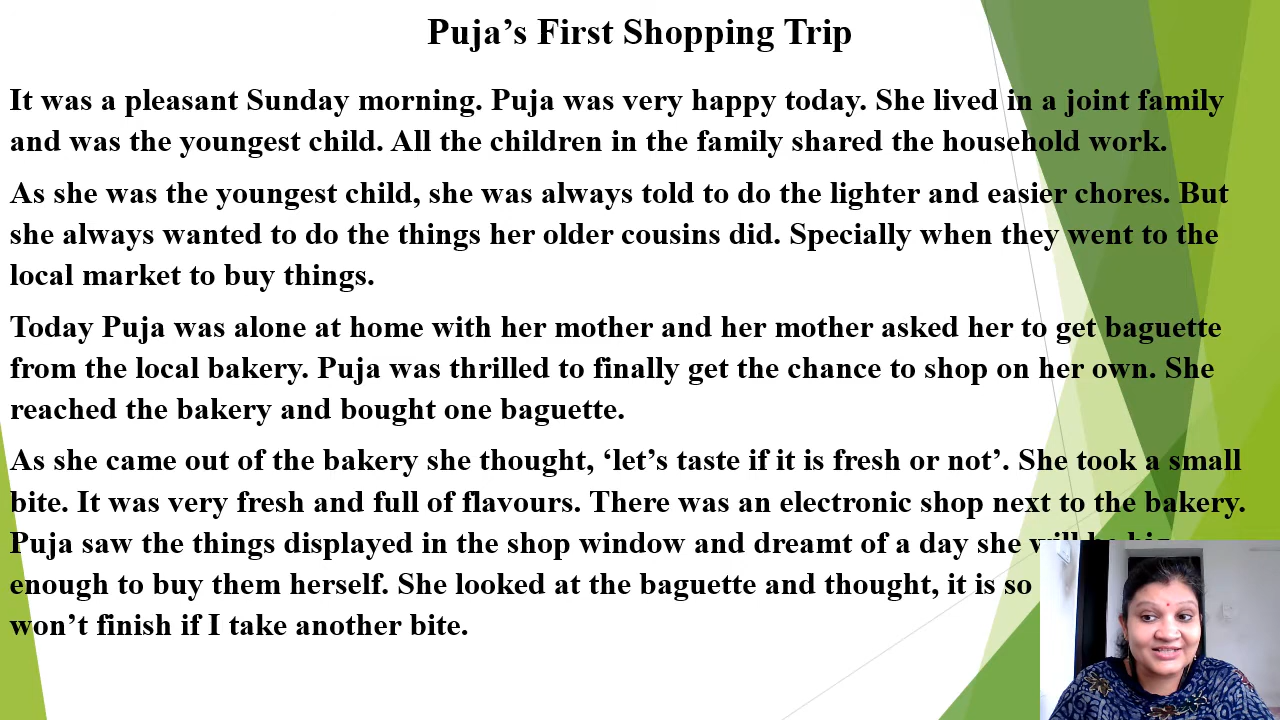 Puja’s First Shopping Trip
It was a pleasant Sunday morning. Puja was very happy today. She lived in a joint family
and was the youngest child. All the children in the family shared the household work.
As she was the youngest child, she was always told to do the lighter and easier chores. But
she always wanted to do the things her older cousins did. Specially when they went to the
local market to buy things.
Today Puja was alone at home with her mother and her mother asked her to get baguette
from the local bakery. Puja was thrilled to finally get the chance to shop on her own. She
reached the bakery and bought one baguette.
As she came out of the bakery she thought, ‘let’s taste if it is fresh or not’. She took a small
bite. It was very fresh and full of flavours. There was an electronic shop next to the bakery.
Puja saw the things displayed in the shop window and dreamt of a day she will be big
enough to buy them herself. She looked at the baguette and thought, it is so
won’t finish if I take another bite.